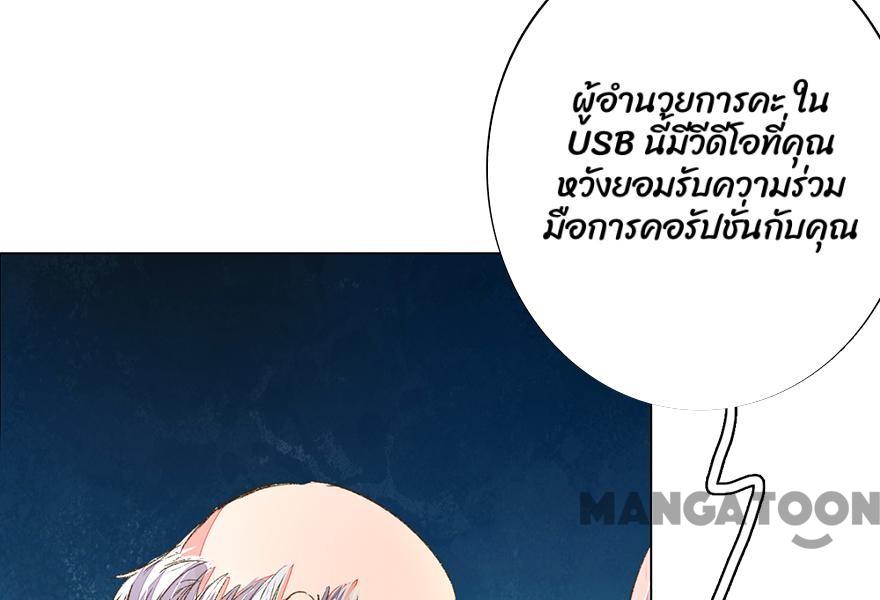 ผู้อำนวยการคะ ใน
USB นี้มีวีดีโอที่คุณ
หวังยอมรับความร่วม
มือการคอรัปชั่นกับคุณ
MANGATOON